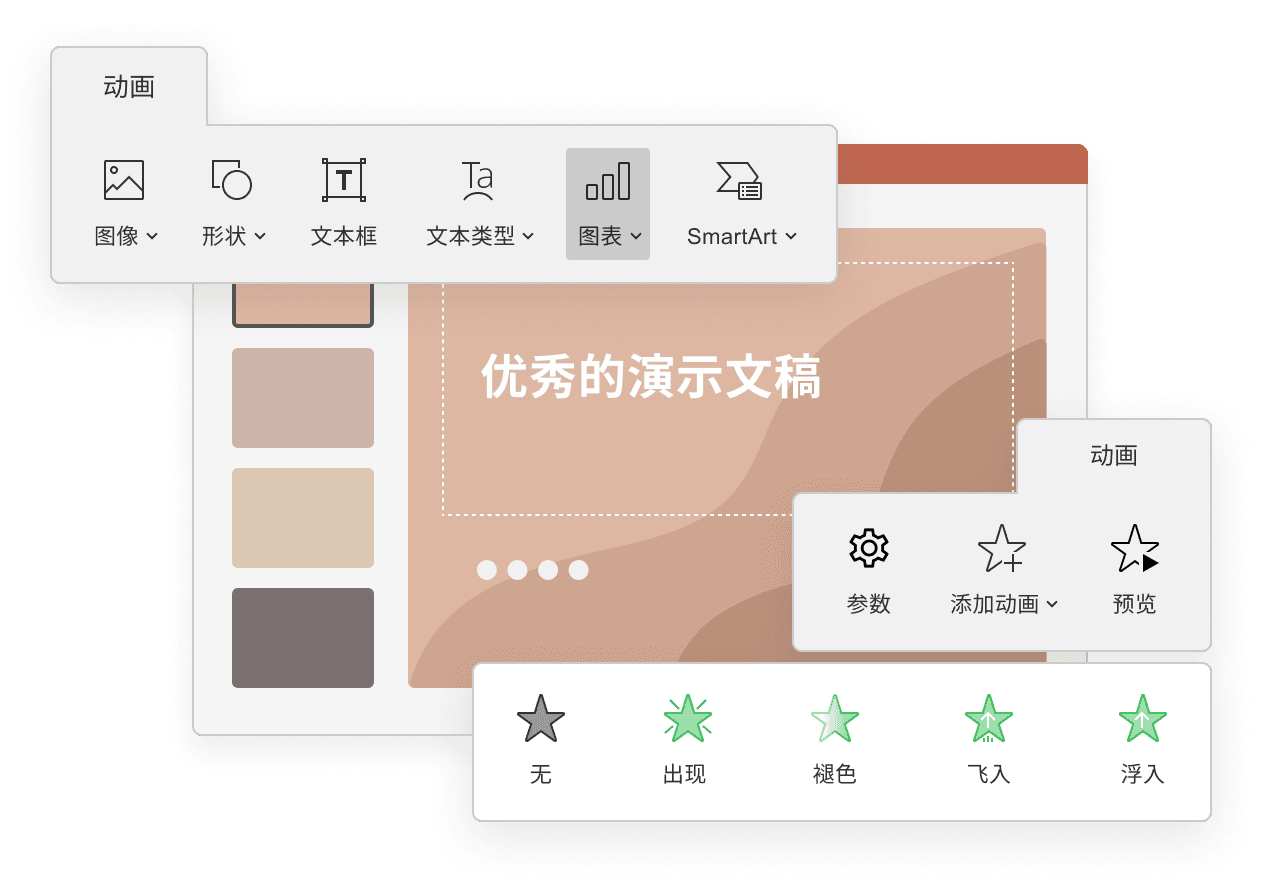 动画
图像
形状
文本框
文本类型
图表
SmartArt
优秀的演示文稿
动画
参数
添加动画
预览
无
出现
褪色
飞入
浮入